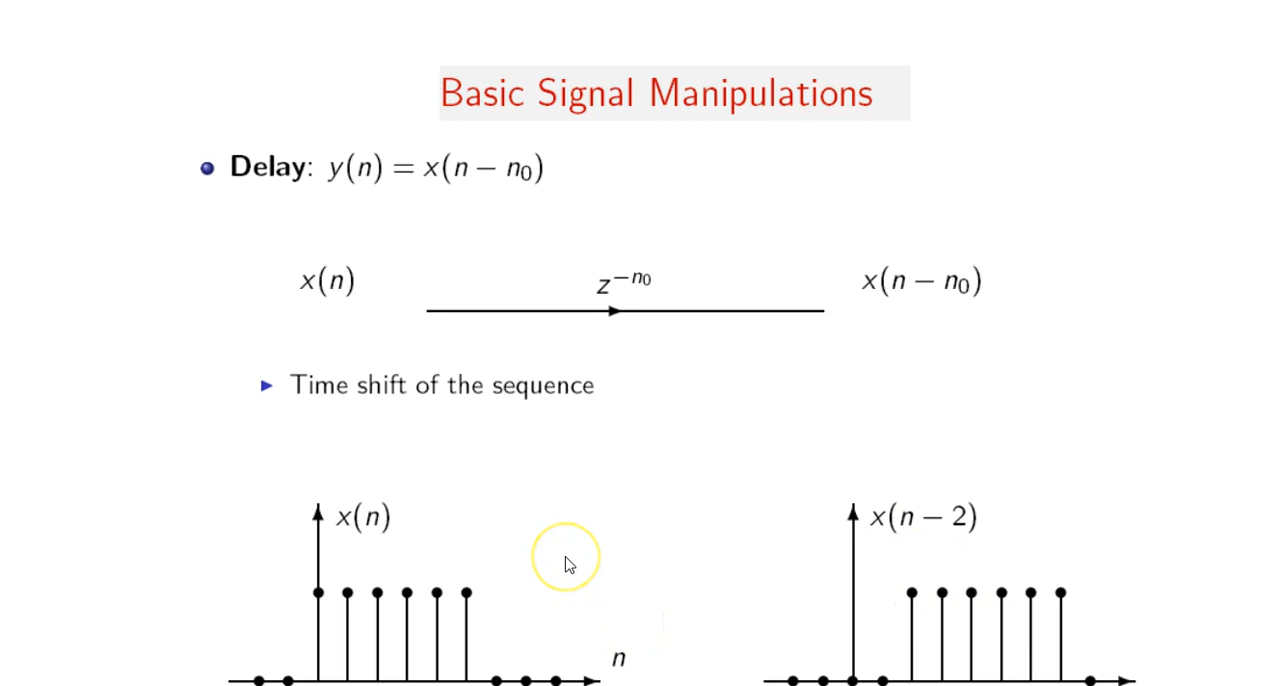 Basic Signal Manipulations
Delay: y(n) = x(n − n₀)
x(n) z⁻ⁿ⁰ x(n − n₀)
Time shift of the sequence
x(n) x(n − 2)
n